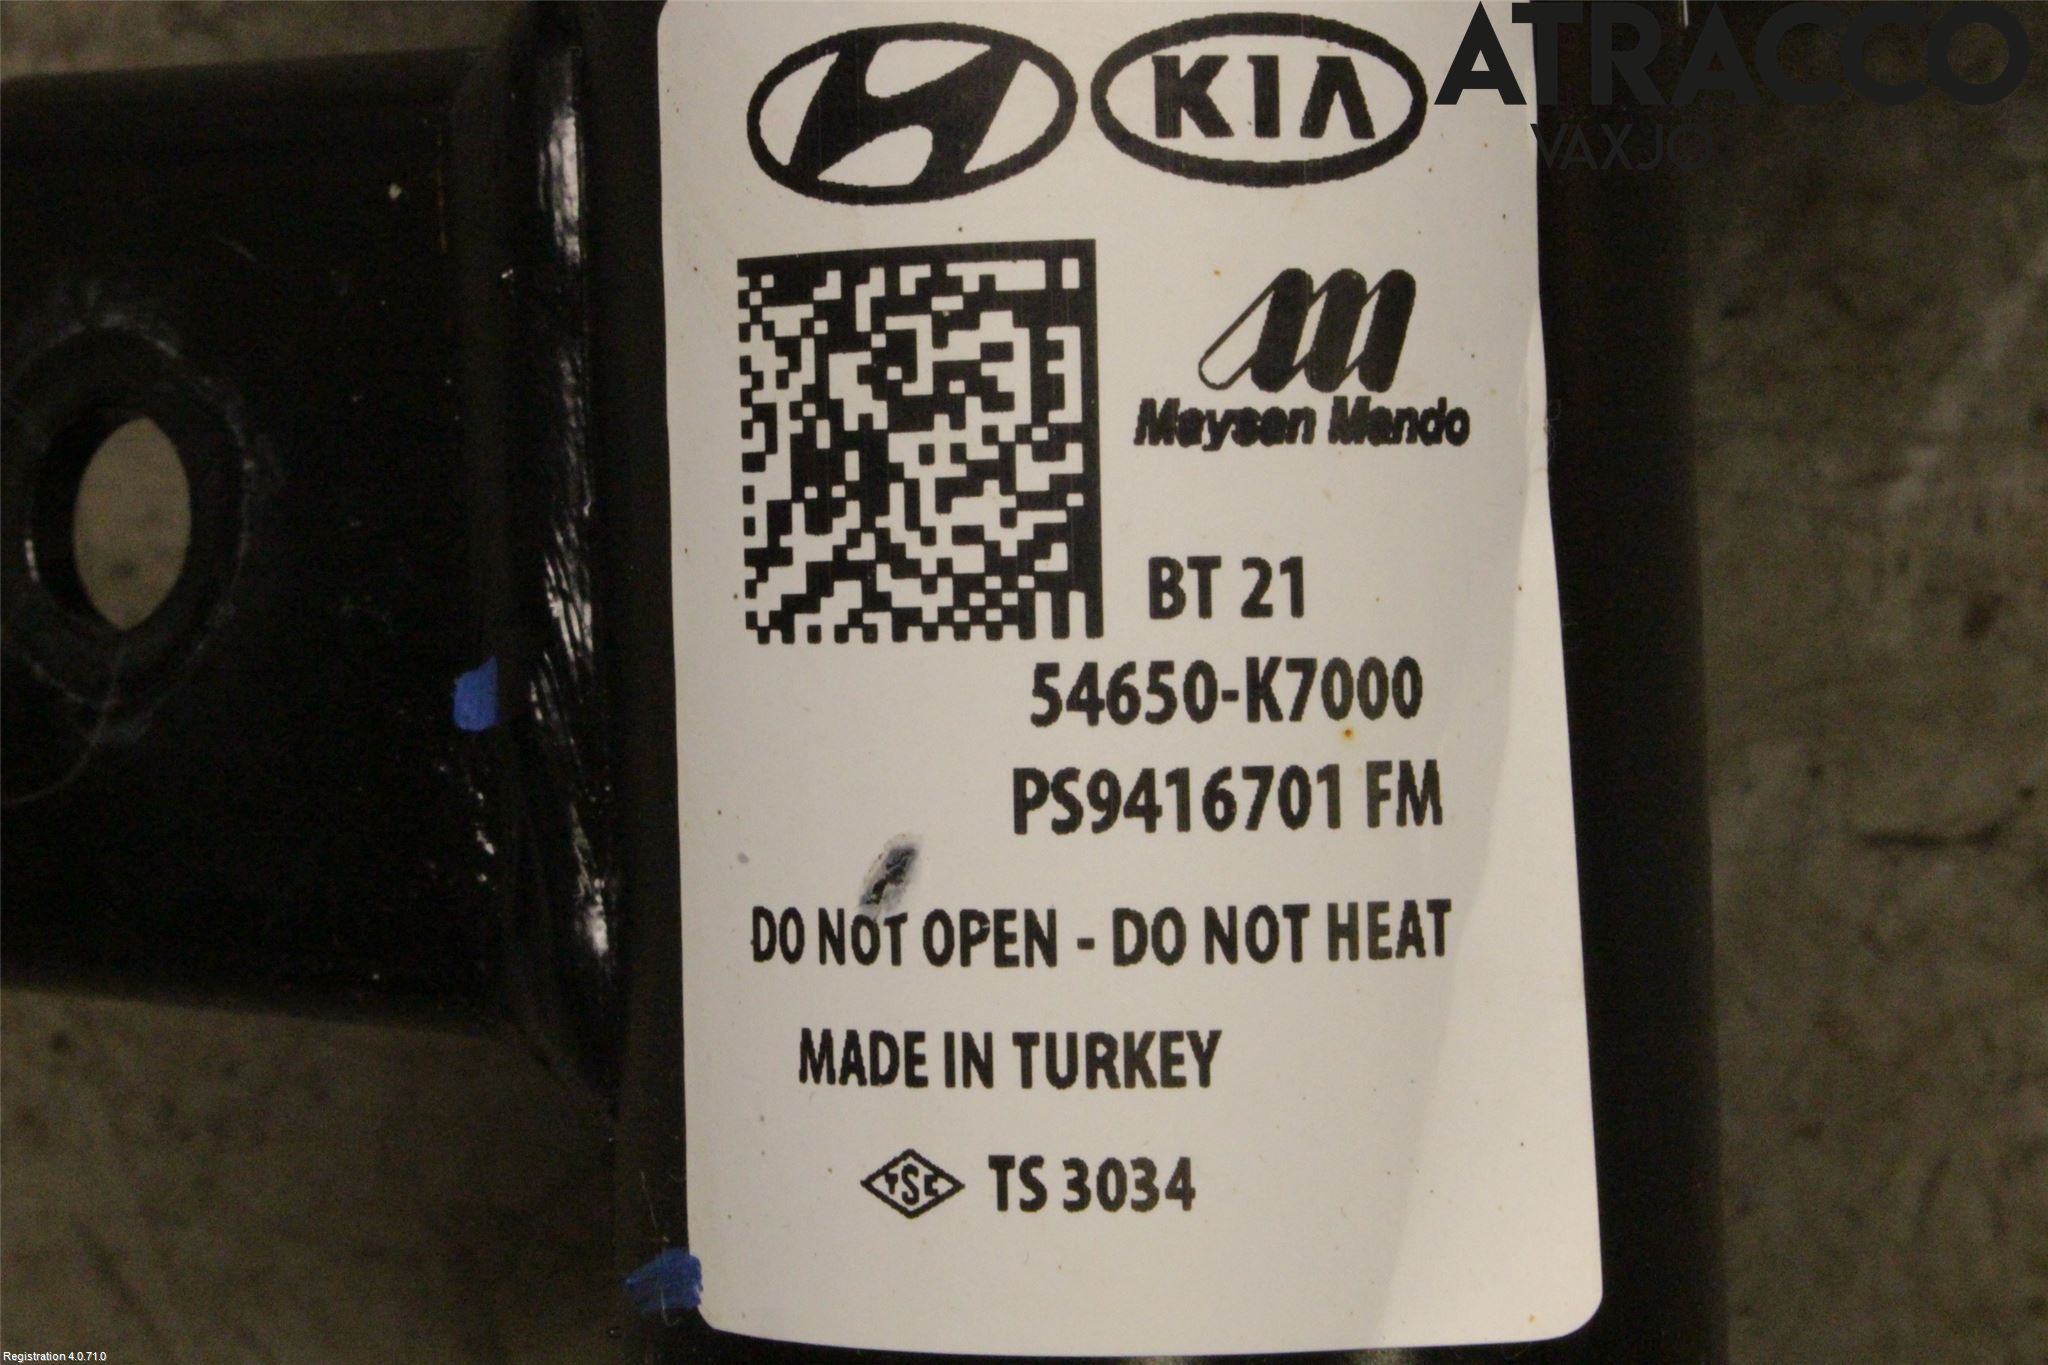 KIA
ATRACCO
VAXJO
Maysan Mando
BT 21
54650-K7000
PS9416701 FM
DO NOT OPEN - DO NOT HEAT
MADE IN TURKEY
TSE TS 3034
Registration 4.0.71.0